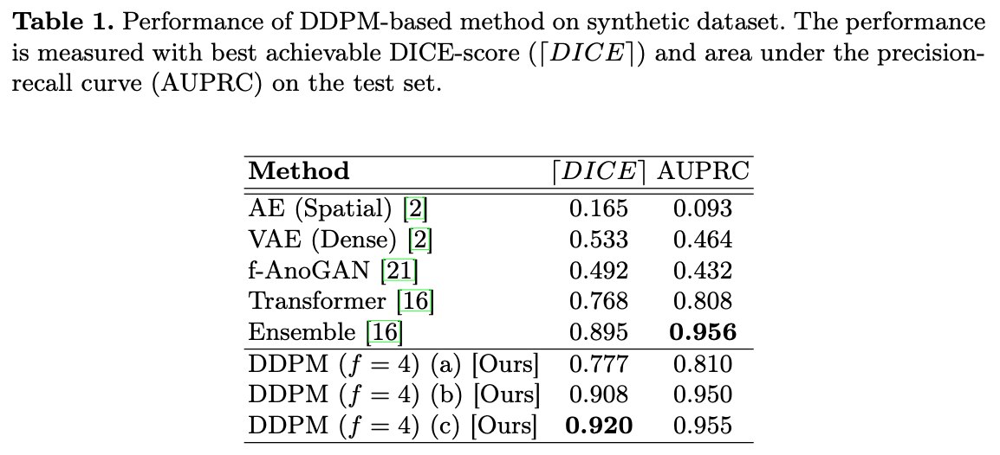 Table 1. Performance of DDPM-based method on synthetic dataset. The performance
is measured with best achievable DICE-score (⌈DICE⌉) and area under the precision-
recall curve (AUPRC) on the test set.
Method ⌈DICE⌉ AUPRC
AE (Spatial) [2] 0.165 0.093
VAE (Dense) [2] 0.533 0.464
f-AnoGAN [21] 0.492 0.432
Transformer [16] 0.768 0.808
Ensemble [16] 0.895 0.956
DDPM (f = 4) (a) [Ours] 0.777 0.810
DDPM (f = 4) (b) [Ours] 0.908 0.950
DDPM (f = 4) (c) [Ours] 0.920 0.955